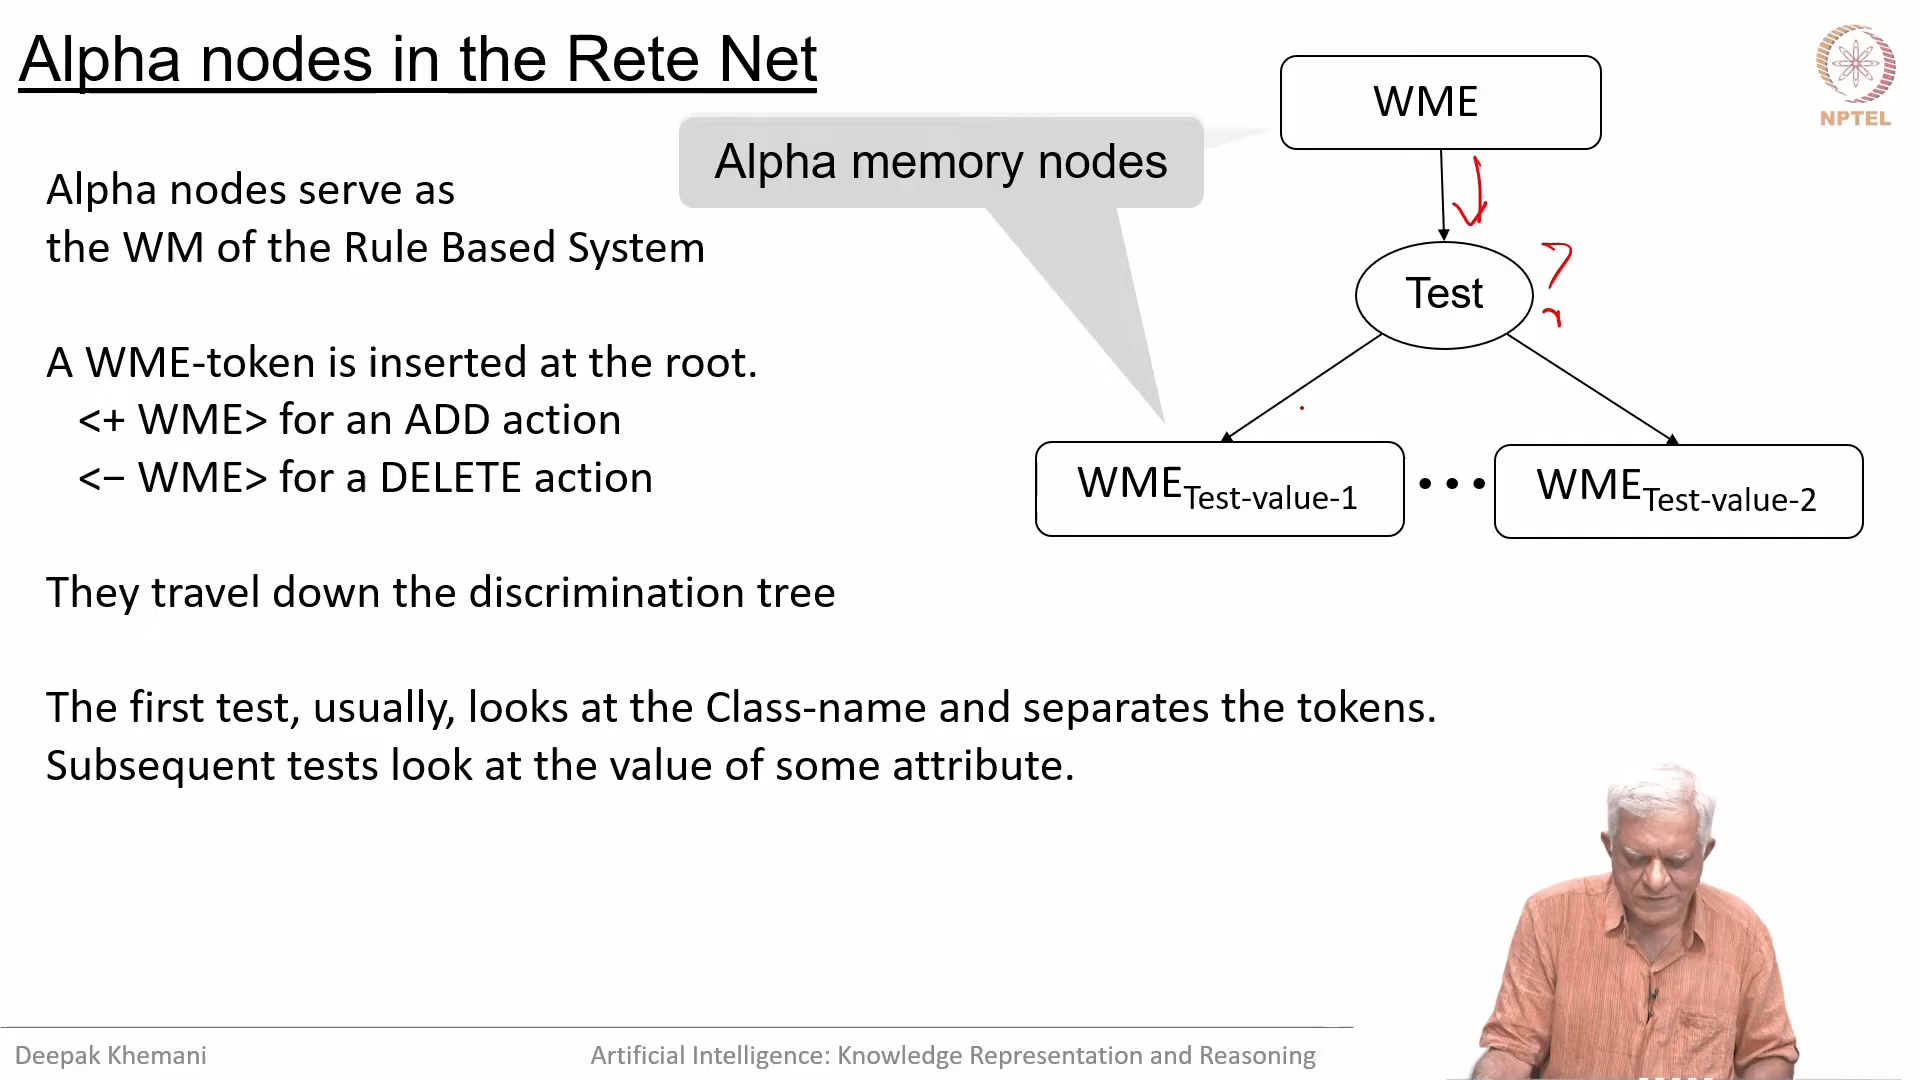 Alpha nodes in the Rete Net
NPTEL
WME
Alpha memory nodes
Alpha nodes serve as
the WM of the Rule Based System
Test
?
A WME-token is inserted at the root.
<+ WME> for an ADD action
<– WME> for a DELETE action
WME Test-value-1 • • • WME Test-value-2
They travel down the discrimination tree
The first test, usually, looks at the Class-name and separates the tokens.
Subsequent tests look at the value of some attribute.
Deepak Khemani
Artificial Intelligence: Knowledge Representation and Reasoning